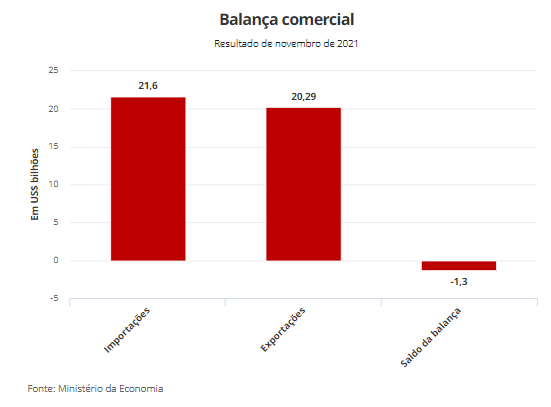 Balança comercial
Resultado de novembro de 2021
Em US$ bilhões
25
20
15
10
5
0
-5
21,6
20,29
-1,3
Importações
Exportações
Saldo da balança
Fonte: Ministério da Economia